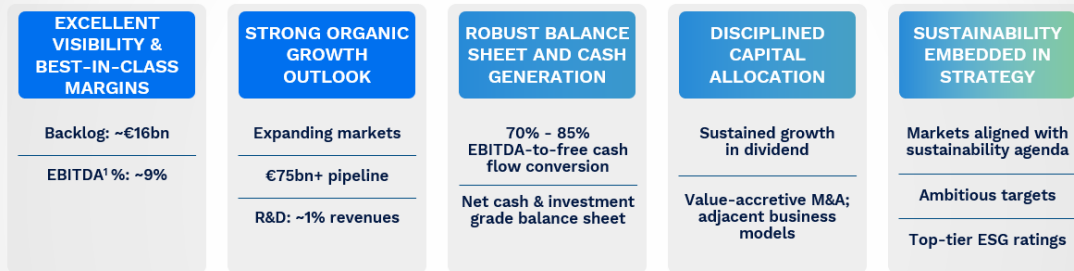 EXCELLENT
VISIBILITY &
BEST-IN-CLASS
MARGINS
Backlog: ~€16bn
EBITDA¹ %: ~9%
STRONG ORGANIC
GROWTH
OUTLOOK
Expanding markets
€75bn+ pipeline
R&D: ~1% revenues
ROBUST BALANCE
SHEET AND CASH
GENERATION
70% - 85%
EBITDA-to-free cash
flow conversion
Net cash & investment
grade balance sheet
DISCIPLINED
CAPITAL
ALLOCATION
Sustained growth
in dividend
Value-accretive M&A;
adjacent business
models
SUSTAINABILITY
EMBEDDED IN
STRATEGY
Markets aligned with
sustainability agenda
Ambitious targets
Top-tier ESG ratings